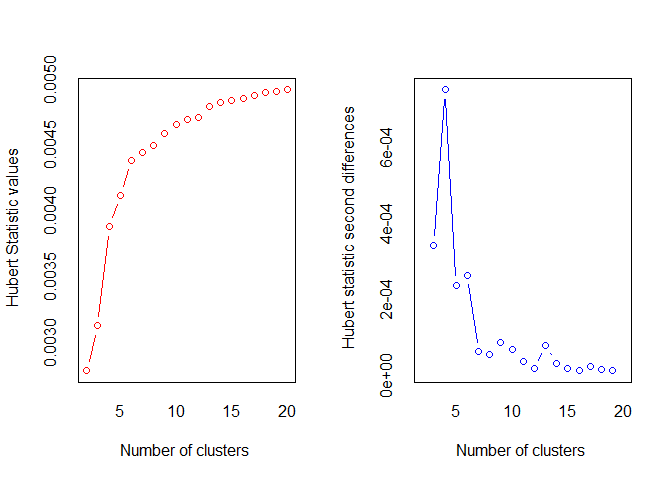 Hubert Statistic values
0.0050
0.0045
0.0040
0.0035
0.0030
5 10 15 20
Number of clusters
Hubert statistic second differences
6e-04
4e-04
2e-04
0e+00
5 10 15 20
Number of clusters